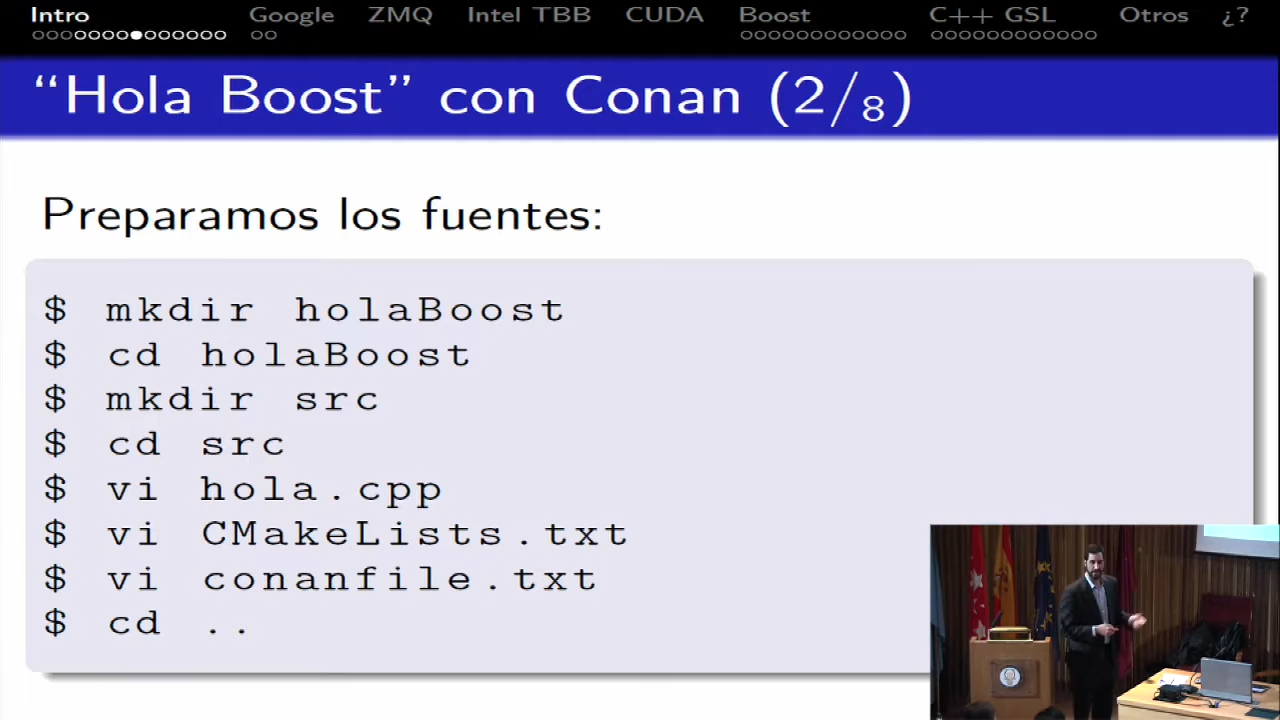 Intro Google ZMQ Intel TBB CUDA Boost C++ GSL Otros ¿?
“Hola Boost” con Conan (2/8)
Preparamos los fuentes:
$ mkdir holaBoost
$ cd holaBoost
$ mkdir src
$ cd src
$ vi hola.cpp
$ vi CMakeLists.txt
$ vi conanfile.txt
$ cd ..